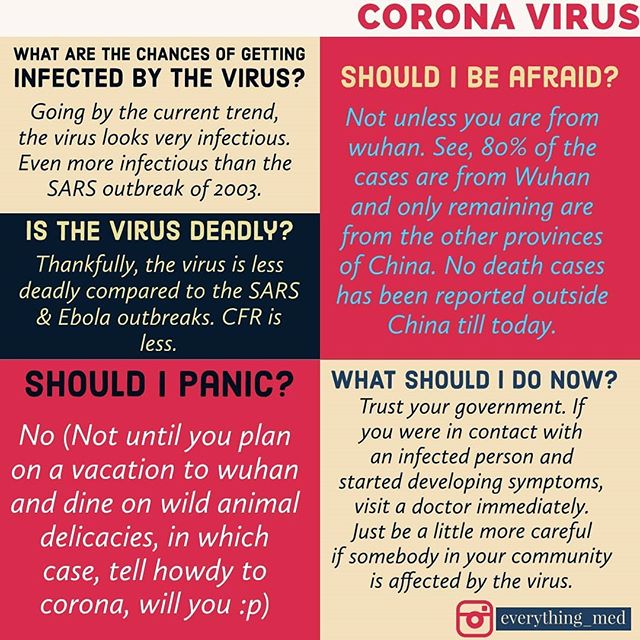 CORONA VIRUS
WHAT ARE THE CHANCES OF GETTING
INFECTED BY THE VIRUS?
Going by the current trend,
the virus looks very infectious.
Even more infectious than the
SARS outbreak of 2003.
IS THE VIRUS DEADLY?
Thankfully, the virus is less
deadly compared to the SARS
& Ebola outbreaks. CFR is
less.
SHOULD I BE AFRAID?
Not unless you are from
wuhan. See, 80% of the
cases are from Wuhan
and only remaining are
from the other provinces
of China. No death cases
has been reported outside
China till today.
SHOULD I PANIC?
No (Not until you plan
on a vacation to wuhan
and dine on wild animal
delicacies, in which
case, tell howdy to
corona, will you :p)
WHAT SHOULD I DO NOW?
Trust your government. If
you were in contact with
an infected person and
started developing symptoms,
visit a doctor immediately.
Just be a little more careful
if somebody in your community
is affected by the virus.
everything_med